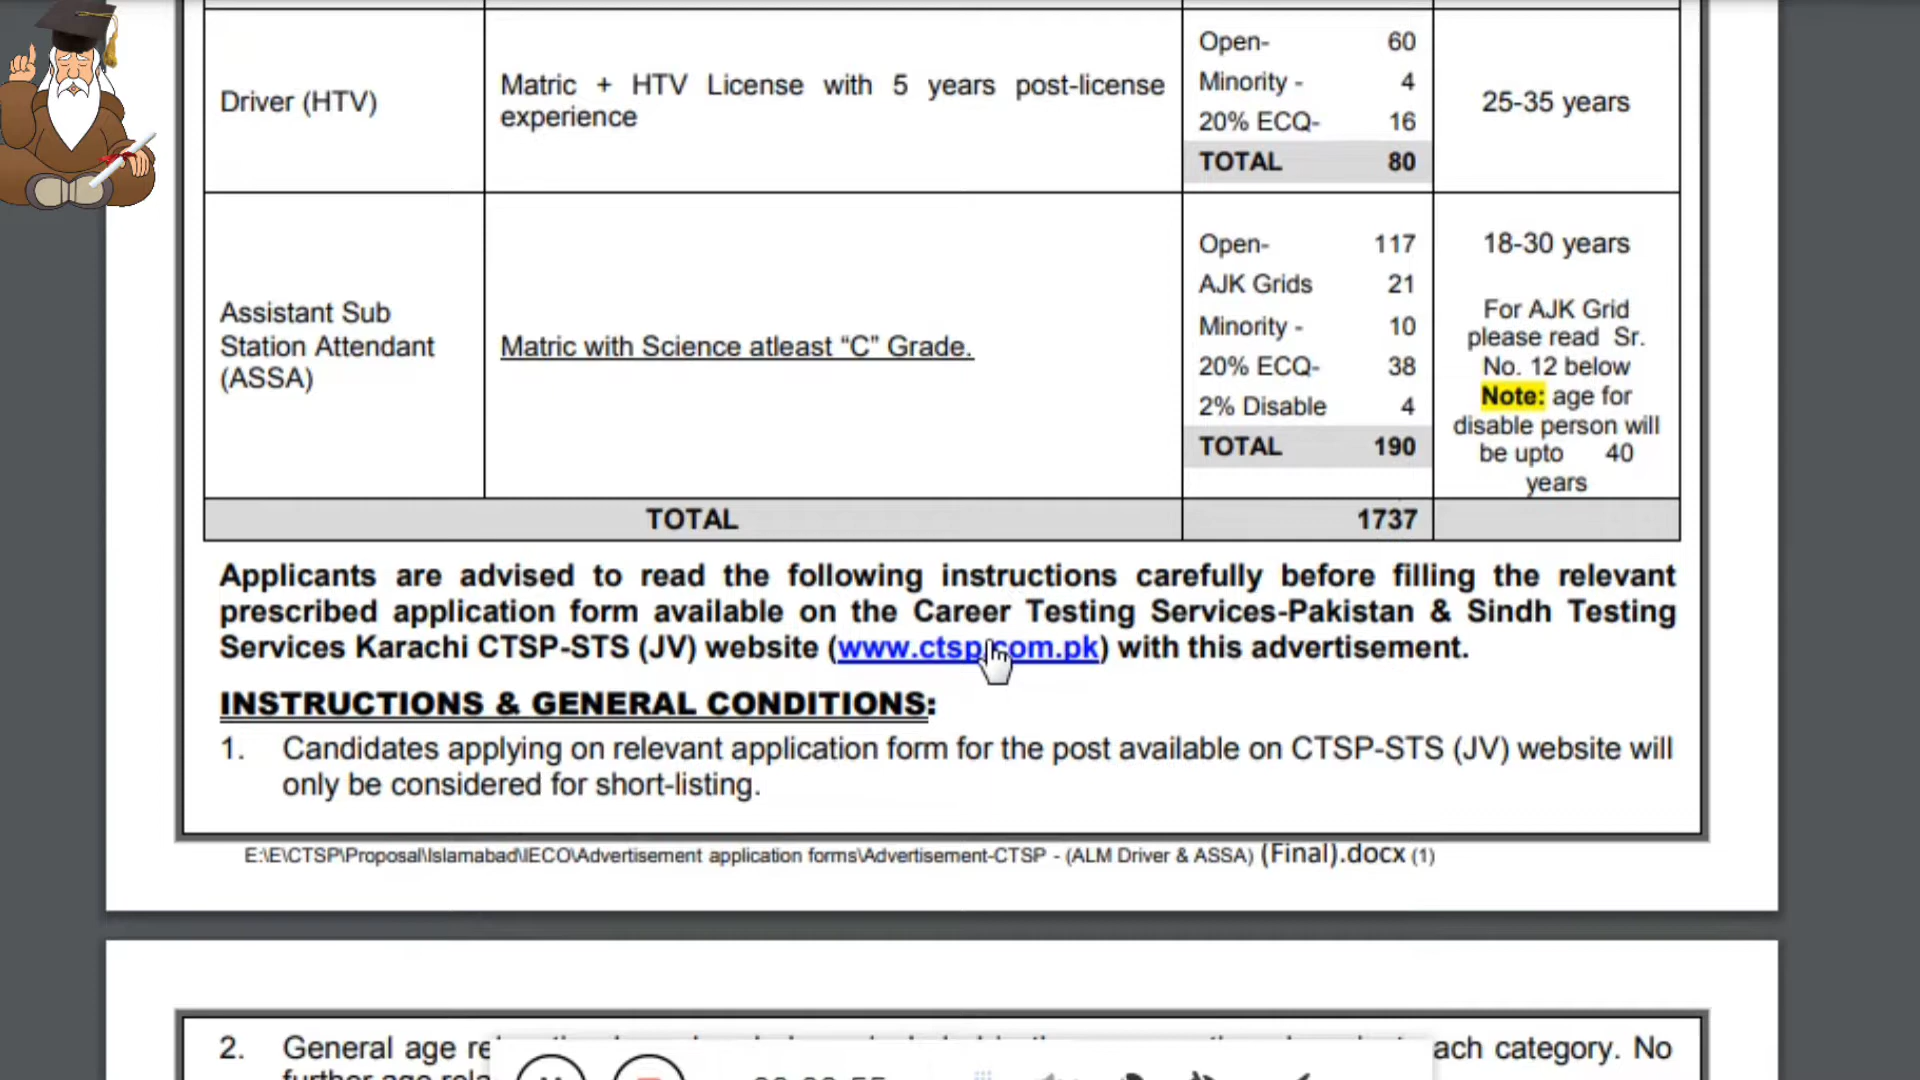 Driver (HTV)
Matric + HTV License with 5 years post-license
experience
Open- 60
Minority - 4
20% ECQ- 16
TOTAL 80
25-35 years
Assistant Sub
Station Attendant
(ASSA)
Matric with Science atleast “C” Grade.
Open- 117
AJK Grids 21
Minority - 10
20% ECQ- 38
2% Disable 4
TOTAL 190
18-30 years
For AJK Grid
please read Sr.
No. 12 below
Note: age for
disable person will
be upto 40
years
TOTAL 1737
Applicants are advised to read the following instructions carefully before filling the relevant
prescribed application form available on the Career Testing Services-Pakistan & Sindh Testing
Services Karachi CTSP-STS (JV) website (www.ctsp.com.pk) with this advertisement.
INSTRUCTIONS & GENERAL CONDITIONS:
1. Candidates applying on relevant application form for the post available on CTSP-STS (JV) website will
only be considered for short-listing.
E:\E\CTSP\Proposal\Islamabad\IECO\Advertisement application forms\Advertisement-CTSP - (ALM Driver & ASSA) (Final).docx (1)
2. General age ach category. No